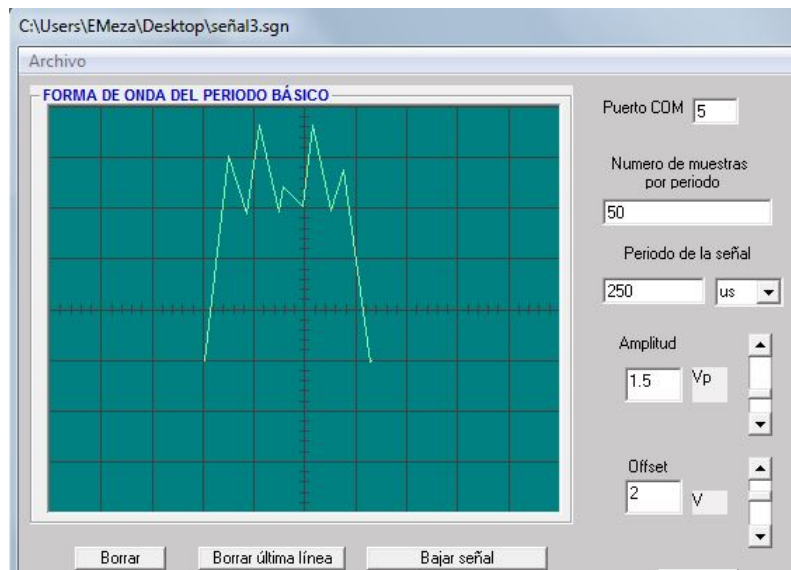 C:\Users\EMeza\Desktop\señal3.sgn
Archivo
FORMA DE ONDA DEL PERIODO BÁSICO
Puerto COM 5
Numero de muestras
por periodo
50
Periodo de la señal
250 us
Amplitud
1.5 Vp
Offset
2 V
Borrar Borrar última línea Bajar señal